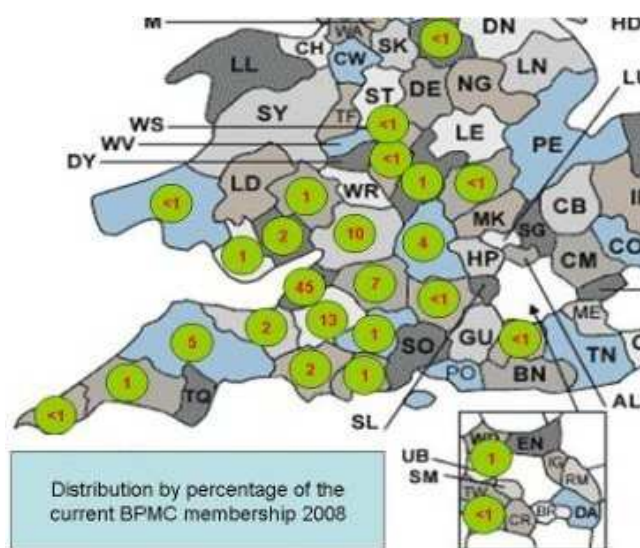 M WA DN HD
CH SK <1
LL CW LN
DE NG LU
SY ST
TF
WS <1 LE
WV PE
DY <1
LD WR 1 <1 CB
<1 1 MK SG
2 10 4 CO
1 HP CM
45 7 <1 ME
2 13 1 GU <1 TN
5 SO
2 PO BN
1 1
TQ SL AL
<1
EN
UB 1 IG
SM RM
TW
<1 CR BR DA
Distribution by percentage of the
current BPMC membership 2008